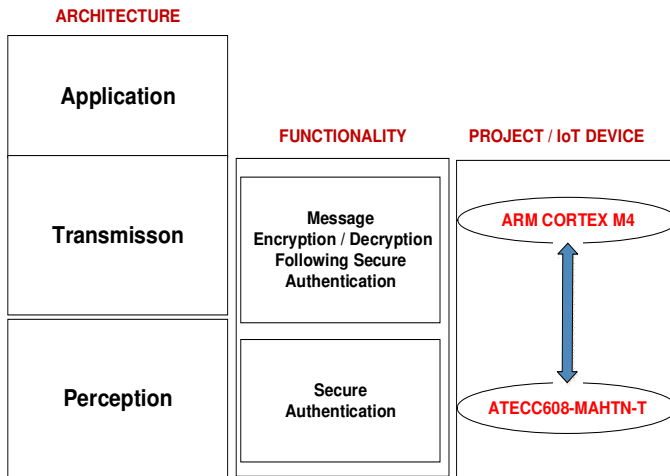 ARCHITECTURE
Application
Transmisson
Perception
FUNCTIONALITY
Message
Encryption / Decryption
Following Secure
Authentication
Secure
Authentication
PROJECT / IoT DEVICE
ARM CORTEX M4
ATECC608-MAHTN-T